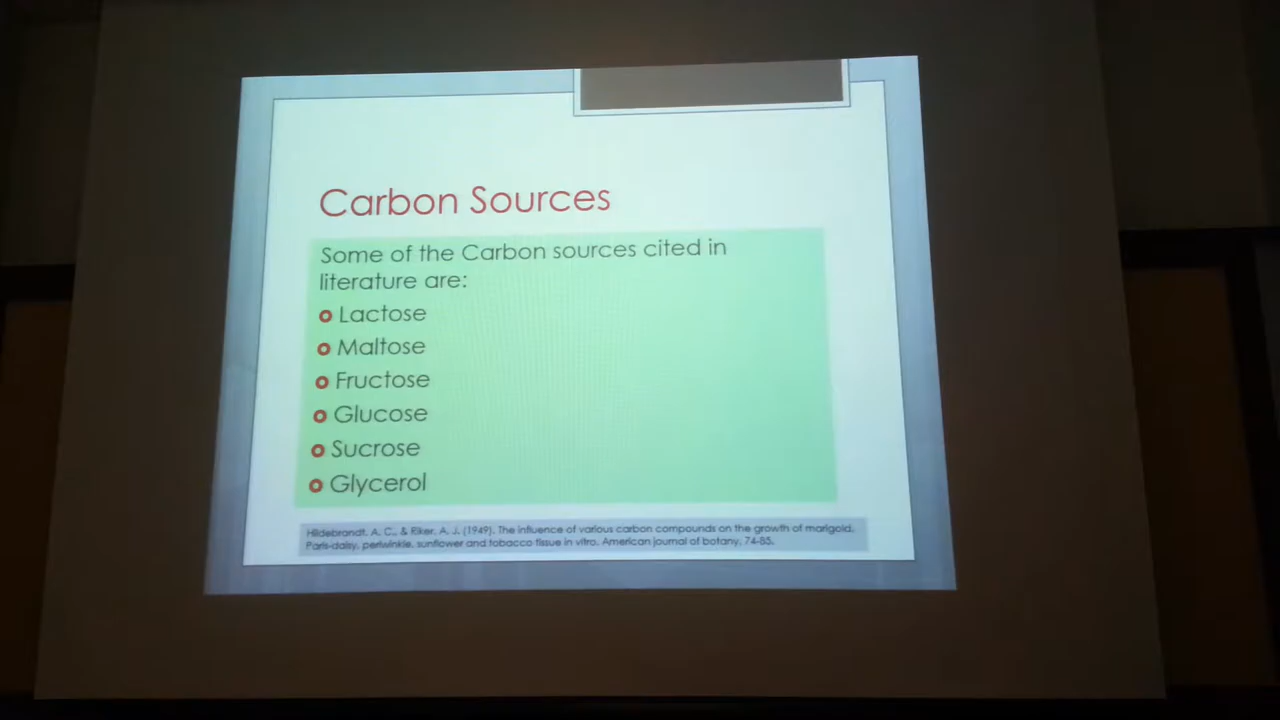 Carbon Sources
Some of the Carbon sources cited in
literature are:
Lactose
Maltose
Fructose
Glucose
Sucrose
Glycerol
Hildebrandt, A. C., & Riker, A. J. (1949). The influence of various carbon compounds on the growth of marigold,
Paris-daisy, periwinkle, sunflower and tobacco tissue in vitro. American journal of botany, 74-85.